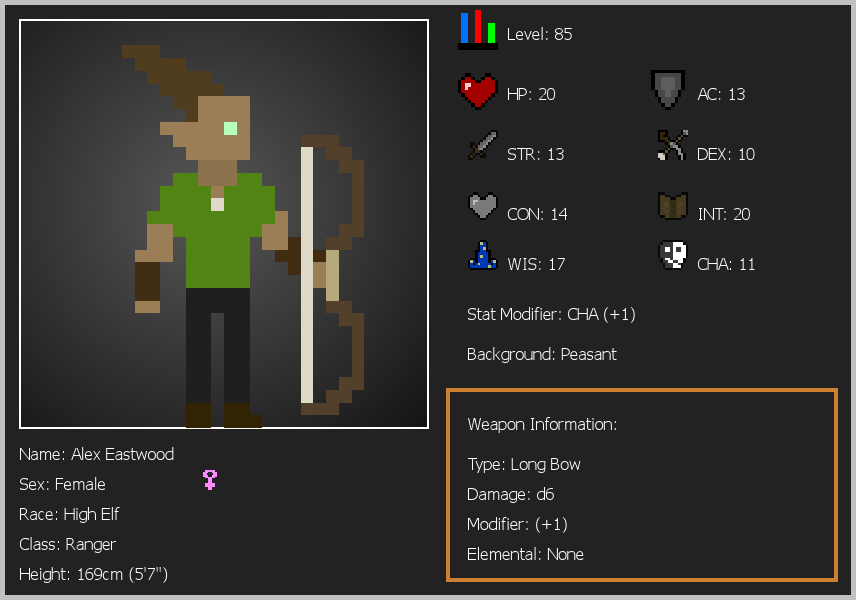 Level: 85
HP: 20
AC: 13
STR: 13
DEX: 10
CON: 14
INT: 20
WIS: 17
CHA: 11
Stat Modifier: CHA (+1)
Background: Peasant
Weapon Information:
Type: Long Bow
Damage: d6
Modifier: (+1)
Elemental: None
Name: Alex Eastwood
Sex: Female
Race: High Elf
Class: Ranger
Height: 169cm (5'7")